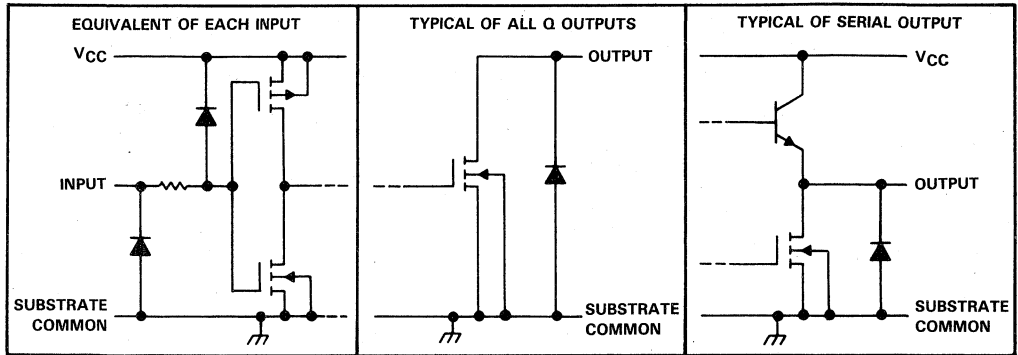 EQUIVALENT OF EACH INPUT
VCC
INPUT
SUBSTRATE
COMMON
TYPICAL OF ALL Q OUTPUTS
OUTPUT
SUBSTRATE
COMMON
TYPICAL OF SERIAL OUTPUT
VCC
OUTPUT
SUBSTRATE
COMMON